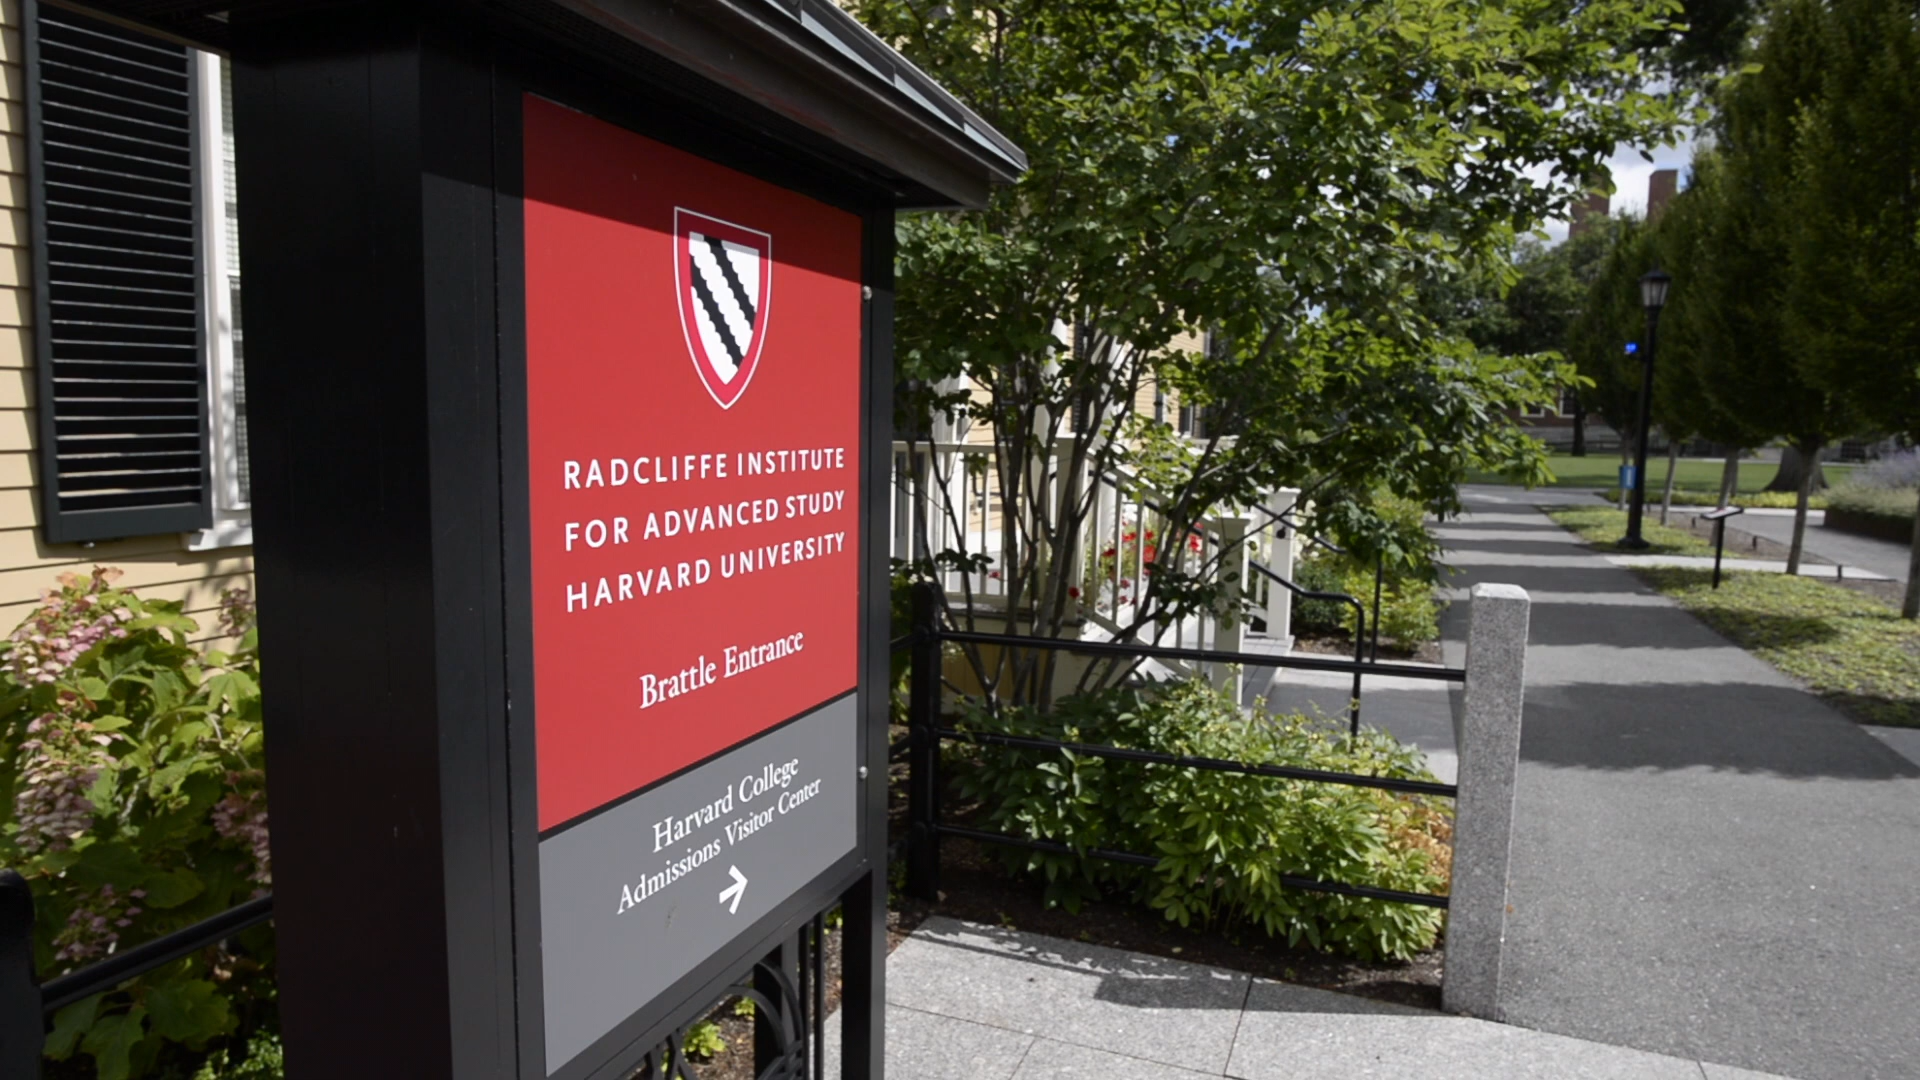 RADCLIFFE INSTITUTE
FOR ADVANCED STUDY
HARVARD UNIVERSITY
Brattle Entrance
Harvard College
Admissions Visitor Center